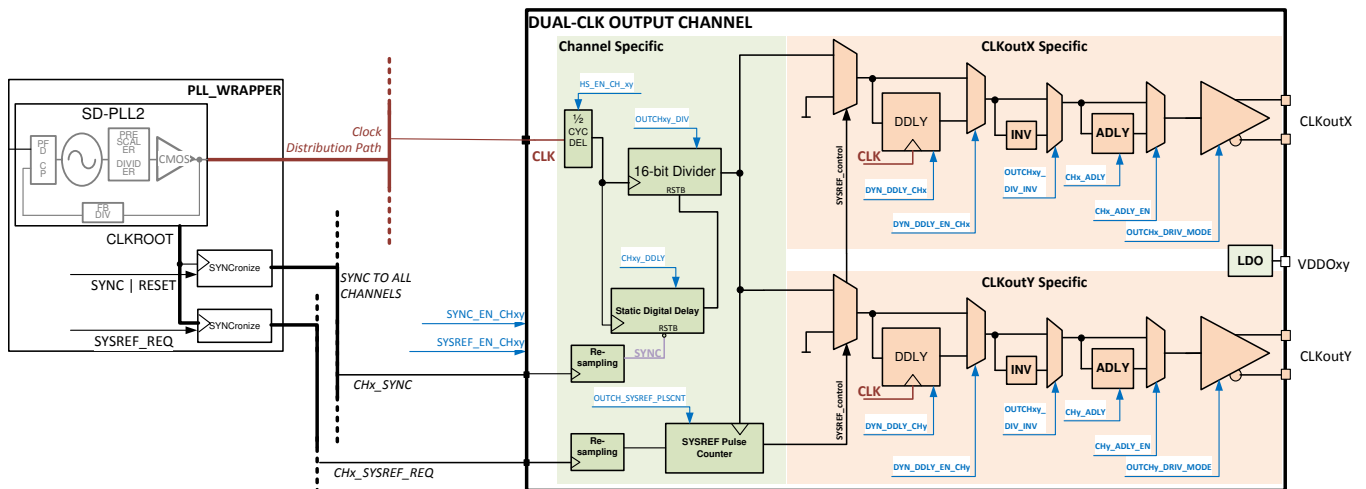 DUAL-CLK OUTPUT CHANNEL
Channel Specific
CLKoutX Specific
PLL_WRAPPER
SD-PLL2
PF
D
CP
PRE
SCAL
ER
DIVID
ER
CMOS
FB
DIV
CLKROOT
SYNCronize
SYNC | RESET
SYNCronize
SYSREF_REQ
Clock
Distribution Path
SYNC TO ALL
CHANNELS
SYNC_EN_CHxy
SYSREF_EN_CHxy
CHx_SYNC
CHx_SYSREF_REQ
HS_EN_CH_xy
½
CYC
DEL
CLK
OUTCHxy_DIV
16-bit Divider
RSTB
CHxy_DDLY
Static Digital Delay
RSTB
Re-
sampling
SYNC
OUTCH_SYSREF_PLSCNT
Re-
sampling
SYSREF Pulse
Counter
SYSREF_control
DDLY
CLK
DYN_DDLY_CHx
DYN_DDLY_EN_CHx
INV
OUTCHxy_
DIV_INV
ADLY
CHx_ADLY
CHx_ADLY_EN
OUTCHx_DRIV_MODE
CLKoutX
LDO
VDDOxy
CLKoutY Specific
SYSREF_control
DDLY
CLK
DYN_DDLY_CHy
DYN_DDLY_EN_CHy
INV
OUTCHxy_
DIV_INV
ADLY
CHy_ADLY
CHy_ADLY_EN
OUTCHy_DRIV_MODE
CLKoutY